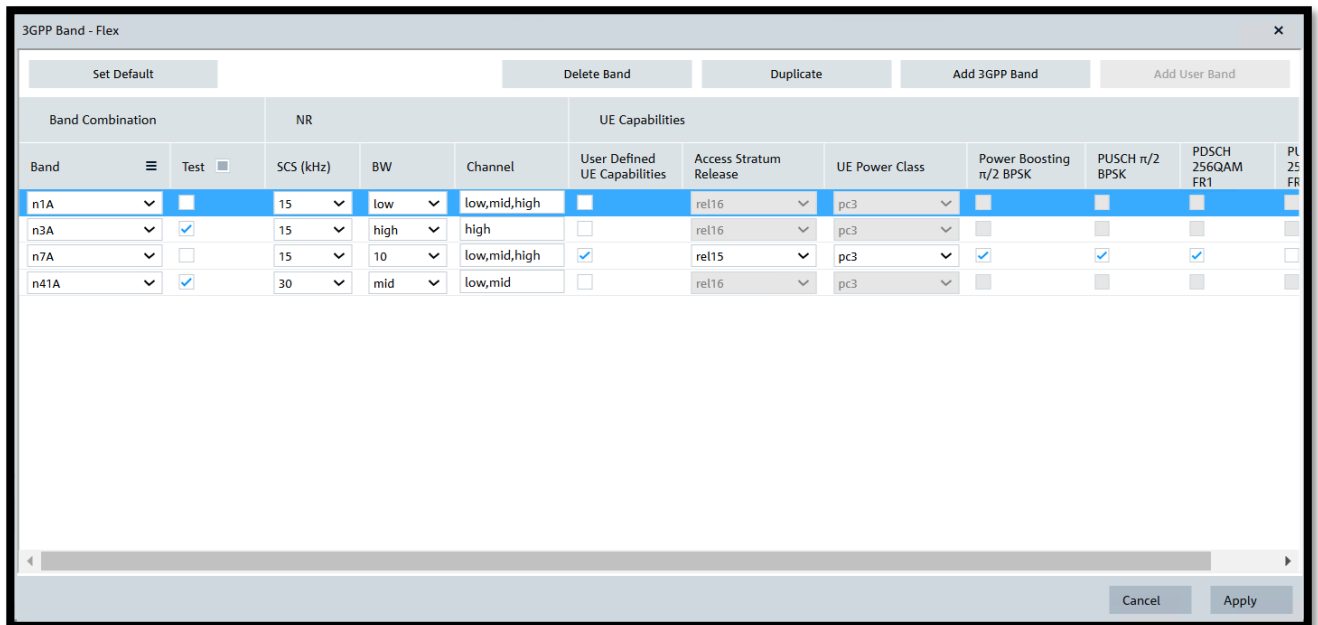 3GPP Band - Flex
Set Default Delete Band Duplicate Add 3GPP Band Add User Band
Band Combination NR UE Capabilities
Band Test SCS (kHz) BW Channel User Defined UE Capabilities Access Stratum Release UE Power Class Power Boosting π/2 BPSK PUSCH π/2 BPSK PDSCH 256QAM FR1
n1A 15 low low,mid,high rel16 pc3
n3A 15 high high rel16 pc3
n7A 15 10 low,mid,high rel15 pc3
n41A 30 mid low,mid rel16 pc3
Cancel Apply